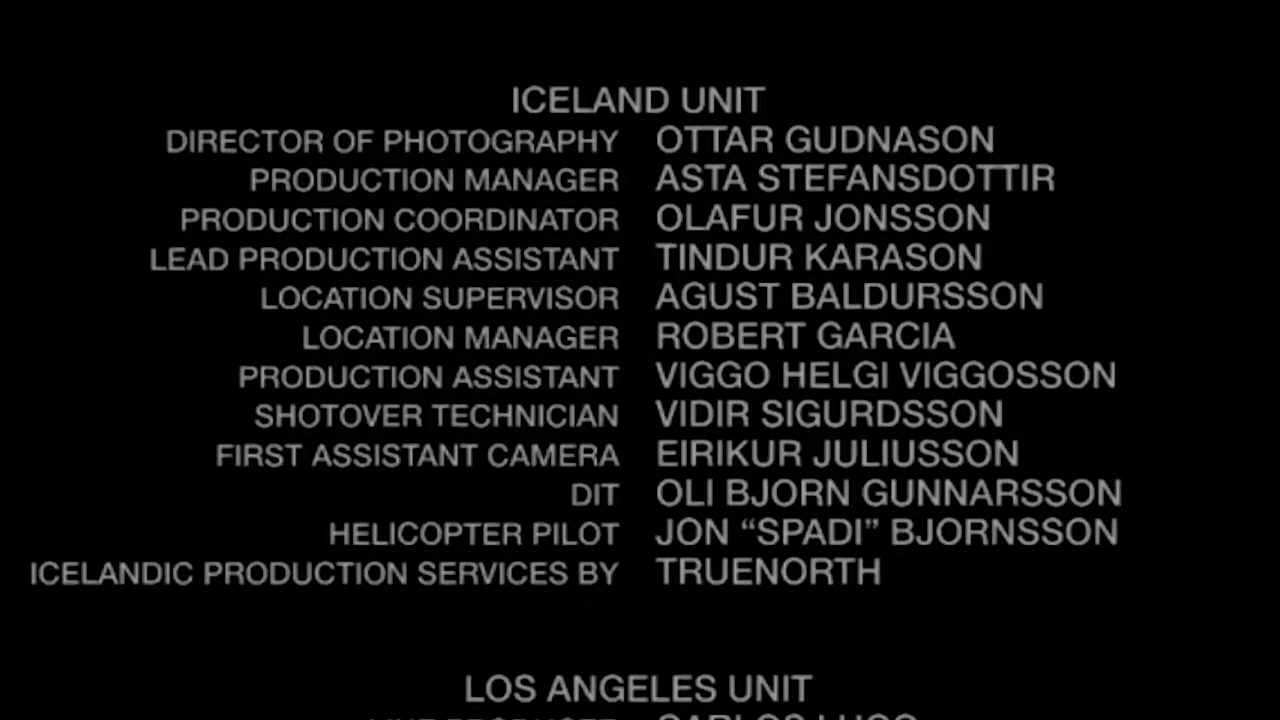 ICELAND UNIT
DIRECTOR OF PHOTOGRAPHY OTTAR GUDNASON
PRODUCTION MANAGER ASTA STEFANSDOTTIR
PRODUCTION COORDINATOR OLAFUR JONSSON
LEAD PRODUCTION ASSISTANT TINDUR KARASON
LOCATION SUPERVISOR AGUST BALDURSSON
LOCATION MANAGER ROBERT GARCIA
PRODUCTION ASSISTANT VIGGO HELGI VIGGOSSON
SHOTOVER TECHNICIAN VIDIR SIGURDSSON
FIRST ASSISTANT CAMERA EIRIKUR JULIUSSON
DIT OLI BJORN GUNNARSSON
HELICOPTER PILOT JON “SPADI” BJORNSSON
ICELANDIC PRODUCTION SERVICES BY TRUENORTH
LOS ANGELES UNIT